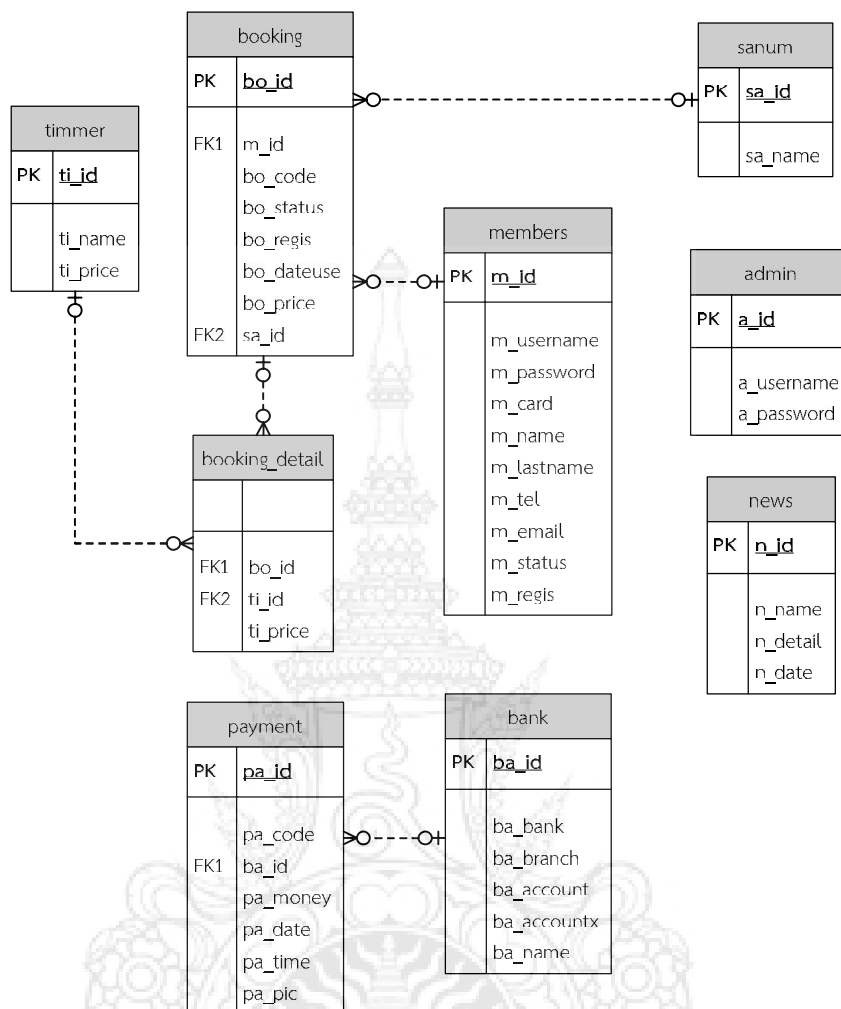 booking
PK bo_id
FK1 m_id
bo_code
bo_status
bo_regis
bo_dateuse
bo_price
FK2 sa_id
sanum
PK sa_id
sa_name
timmer
PK ti_id
ti_name
ti_price
members
PK m_id
m_username
m_password
m_card
m_name
m_lastname
m_tel
m_email
m_status
m_regis
admin
PK a_id
a_username
a_password
booking_detail
FK1 bo_id
FK2 ti_id
ti_price
news
PK n_id
n_name
n_detail
n_date
payment
PK pa_id
pa_code
FK1 ba_id
pa_money
pa_date
pa_time
pa_pic
bank
PK ba_id
ba_bank
ba_branch
ba_account
ba_accountx
ba_name